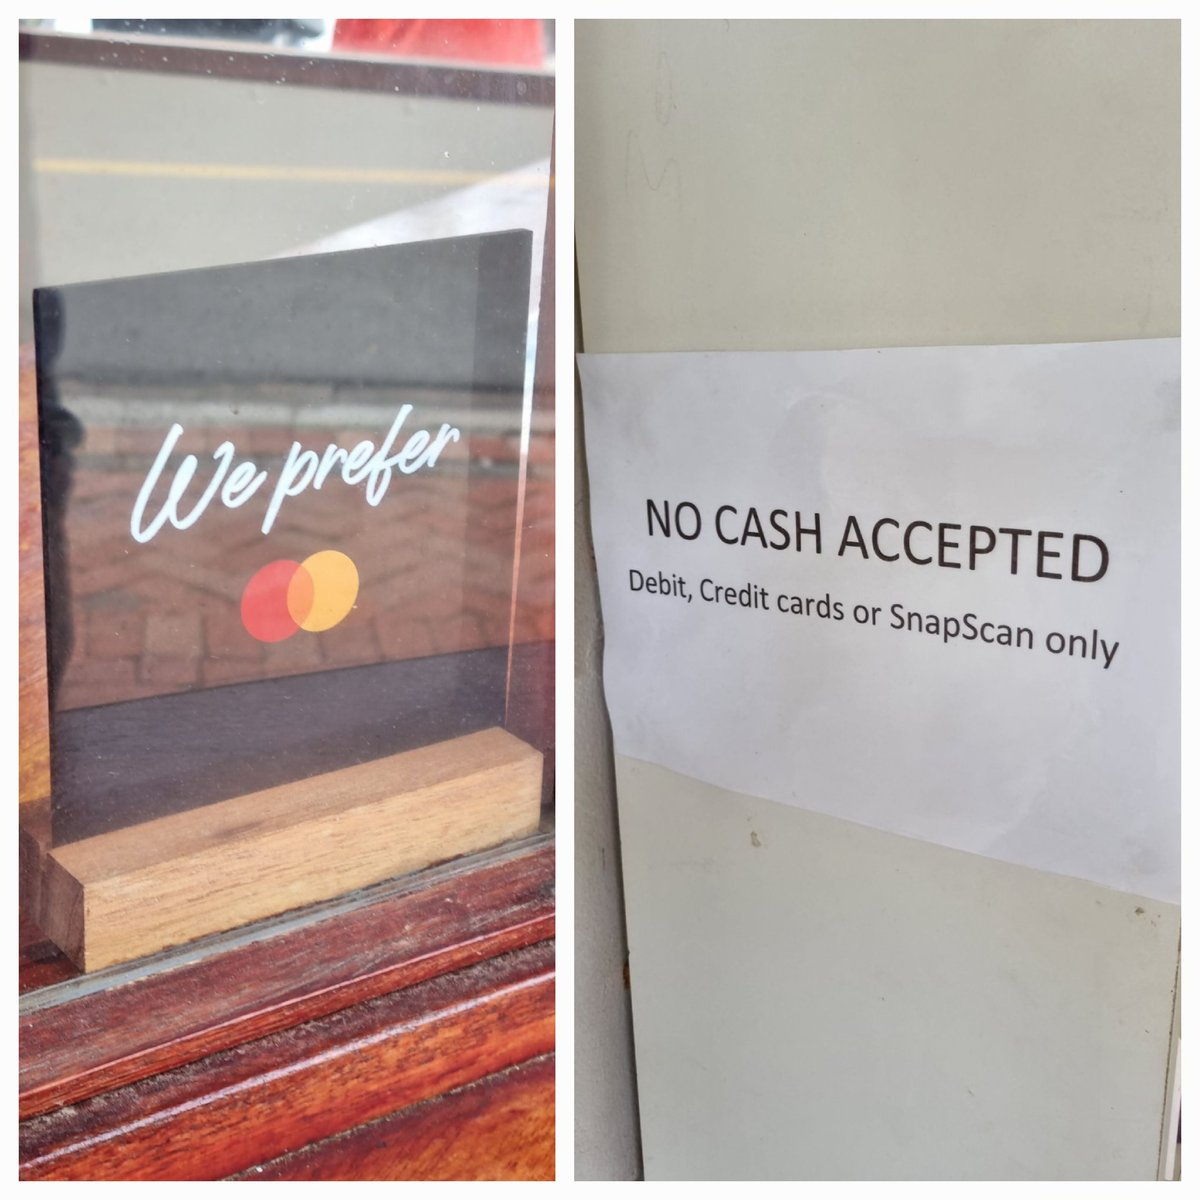 We prefer
NO CASH ACCEPTED
Debit, Credit cards or SnapScan only